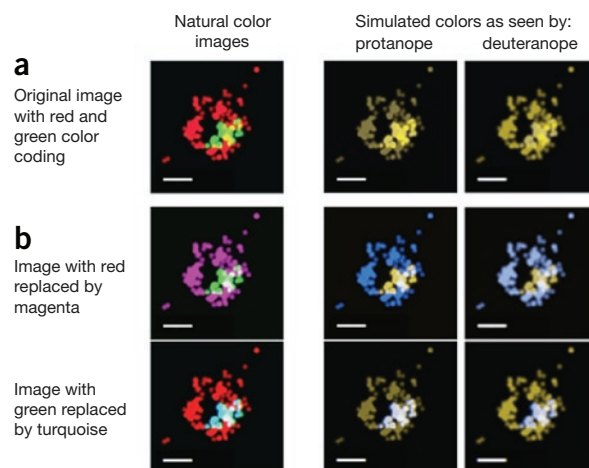 Natural color
images
Simulated colors as seen by:
protanope
deuteranope
a
Original image
with red and
green color
coding
b
Image with red
replaced by
magenta
Image with
green replaced
by turquoise